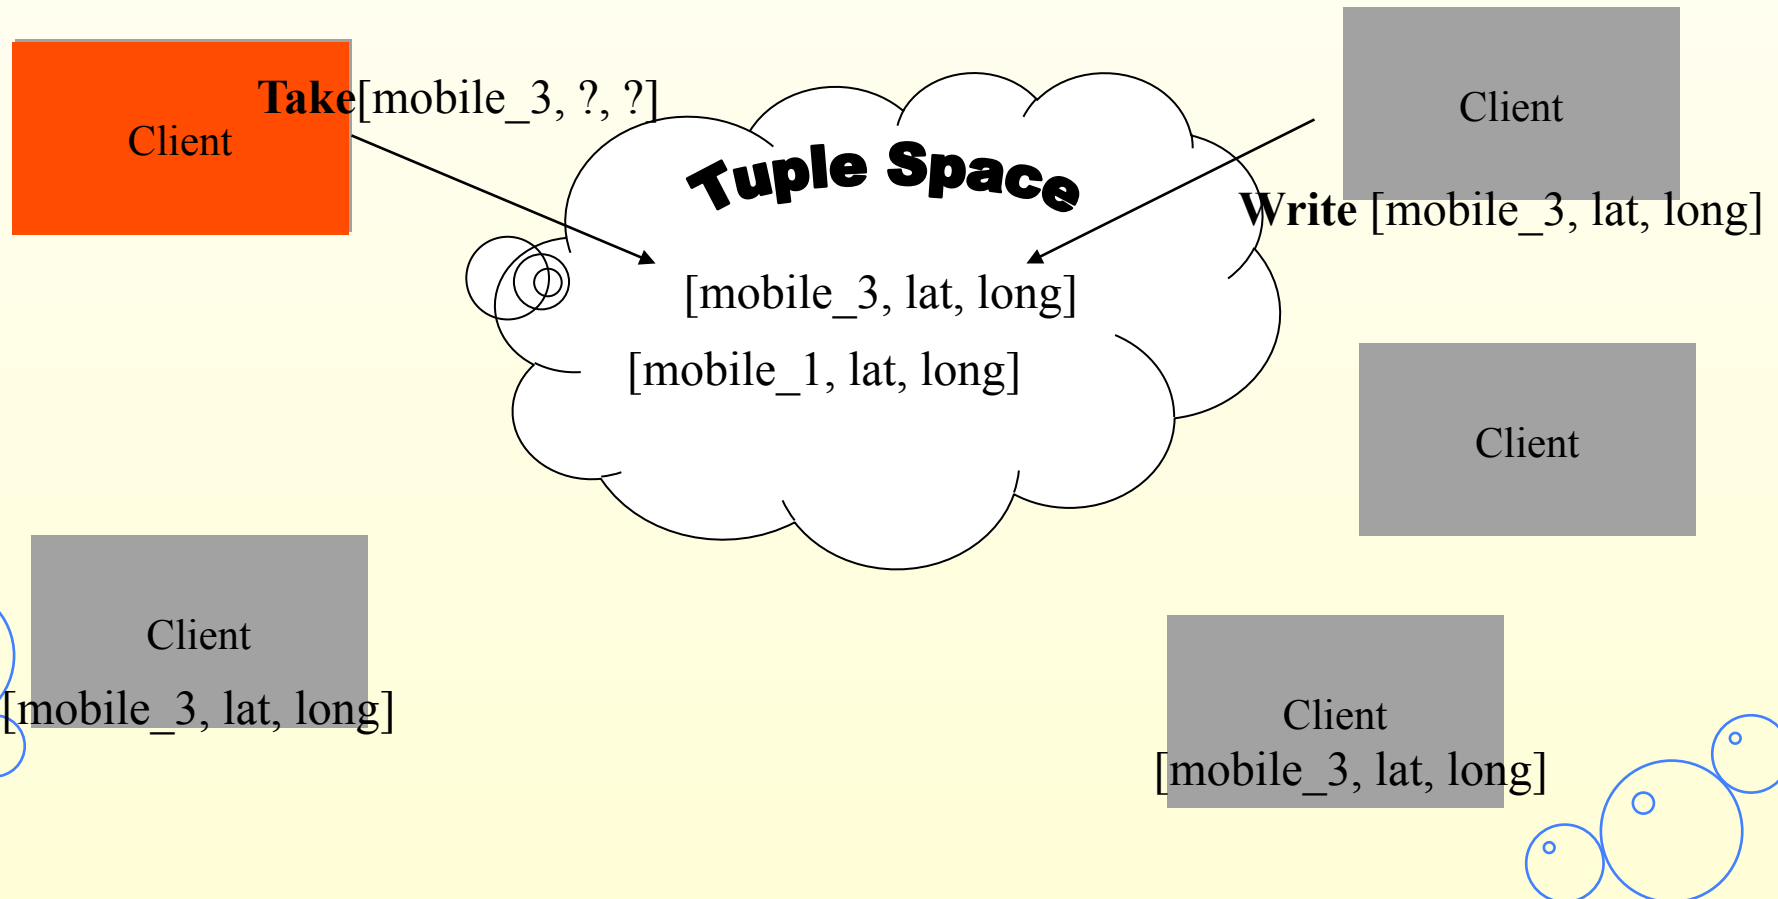 Client
Take[mobile_3, ?, ?]
Client
Write [mobile_3, lat, long]
Tuple Space
[mobile_3, lat, long]
[mobile_1, lat, long]
Client
Client
[mobile_3, lat, long]
Client
[mobile_3, lat, long]